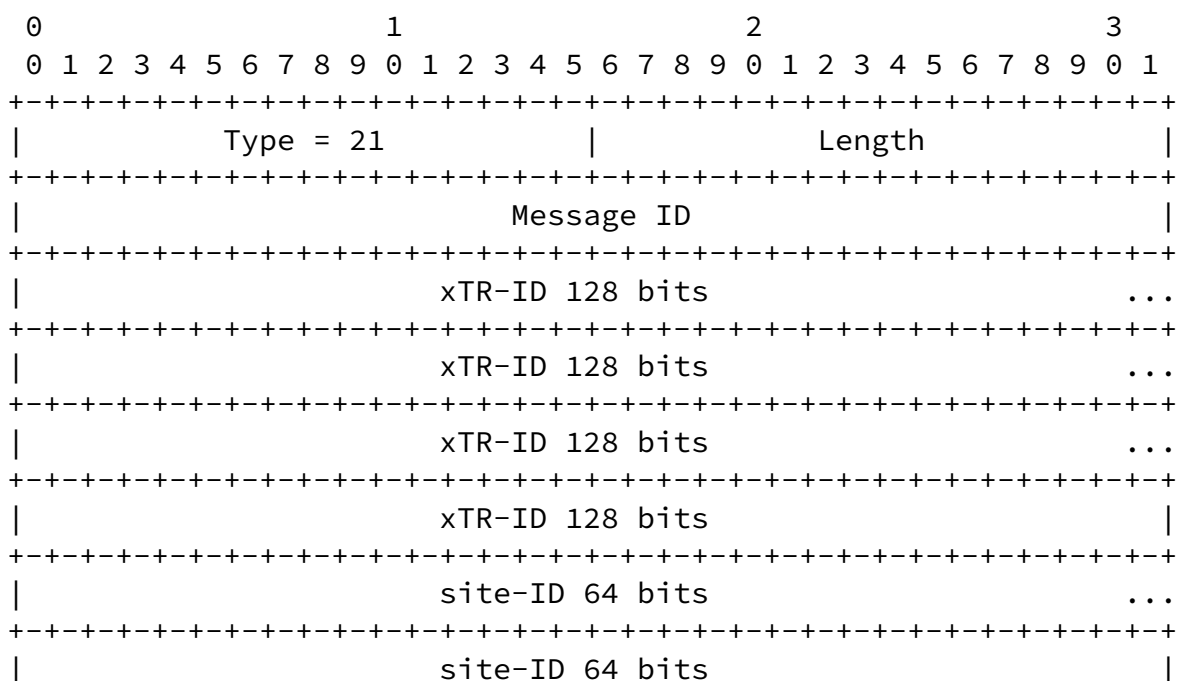 0                   1                   2                   3
 0 1 2 3 4 5 6 7 8 9 0 1 2 3 4 5 6 7 8 9 0 1 2 3 4 5 6 7 8 9 0 1
+-+-+-+-+-+-+-+-+-+-+-+-+-+-+-+-+-+-+-+-+-+-+-+-+-+-+-+-+-+-+-+-+
|           Type = 21           |            Length             |
+-+-+-+-+-+-+-+-+-+-+-+-+-+-+-+-+-+-+-+-+-+-+-+-+-+-+-+-+-+-+-+-+
|                           Message ID                          |
+-+-+-+-+-+-+-+-+-+-+-+-+-+-+-+-+-+-+-+-+-+-+-+-+-+-+-+-+-+-+-+-+
|                       xTR-ID 128 bits                       ...
+-+-+-+-+-+-+-+-+-+-+-+-+-+-+-+-+-+-+-+-+-+-+-+-+-+-+-+-+-+-+-+-+
|                       xTR-ID 128 bits                       ...
+-+-+-+-+-+-+-+-+-+-+-+-+-+-+-+-+-+-+-+-+-+-+-+-+-+-+-+-+-+-+-+-+
|                       xTR-ID 128 bits                       ...
+-+-+-+-+-+-+-+-+-+-+-+-+-+-+-+-+-+-+-+-+-+-+-+-+-+-+-+-+-+-+-+-+
|                       xTR-ID 128 bits                         |
+-+-+-+-+-+-+-+-+-+-+-+-+-+-+-+-+-+-+-+-+-+-+-+-+-+-+-+-+-+-+-+-+
|                       site-ID 64 bits                       ...
+-+-+-+-+-+-+-+-+-+-+-+-+-+-+-+-+-+-+-+-+-+-+-+-+-+-+-+-+-+-+-+-+
|                       site-ID 64 bits                         |